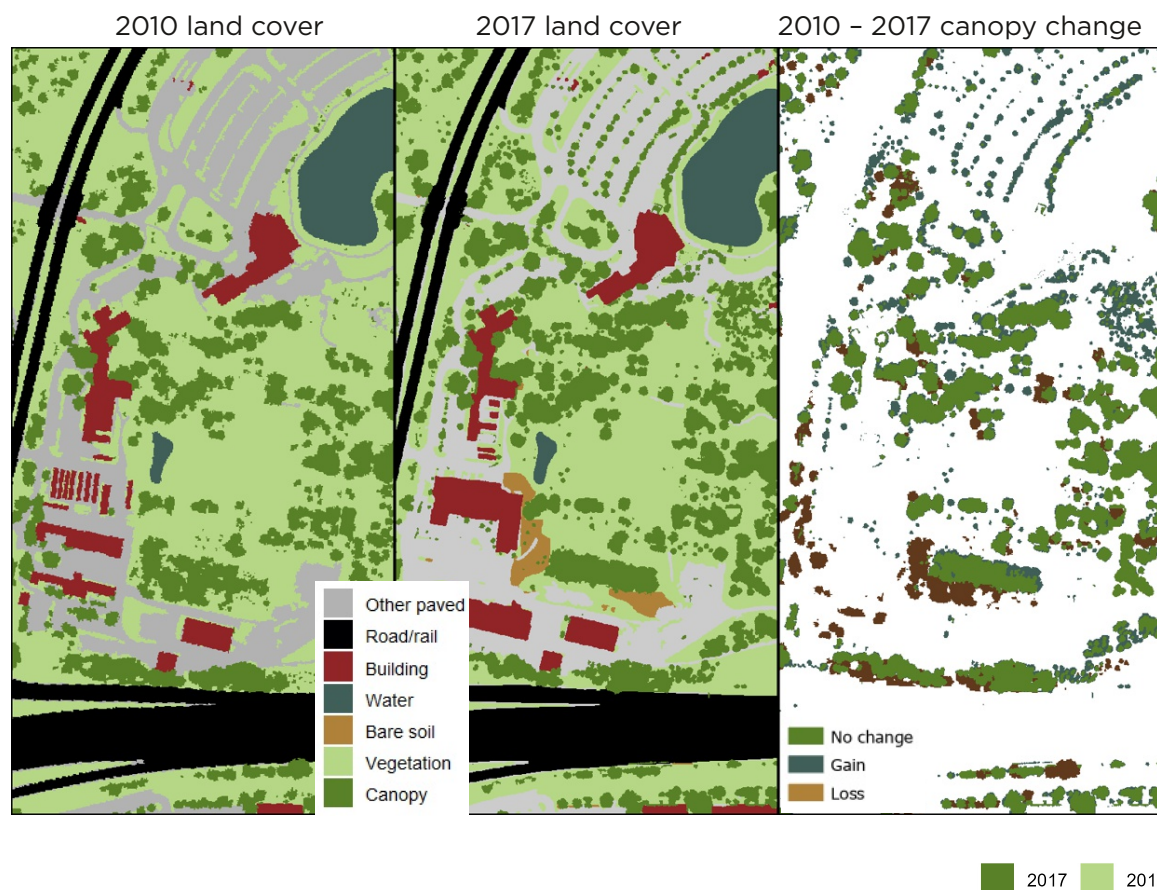 2010 land cover
2017 land cover
2010 – 2017 canopy change
Other paved
Road/rail
Building
Water
Bare soil
Vegetation
Canopy
No change
Gain
Loss
2017